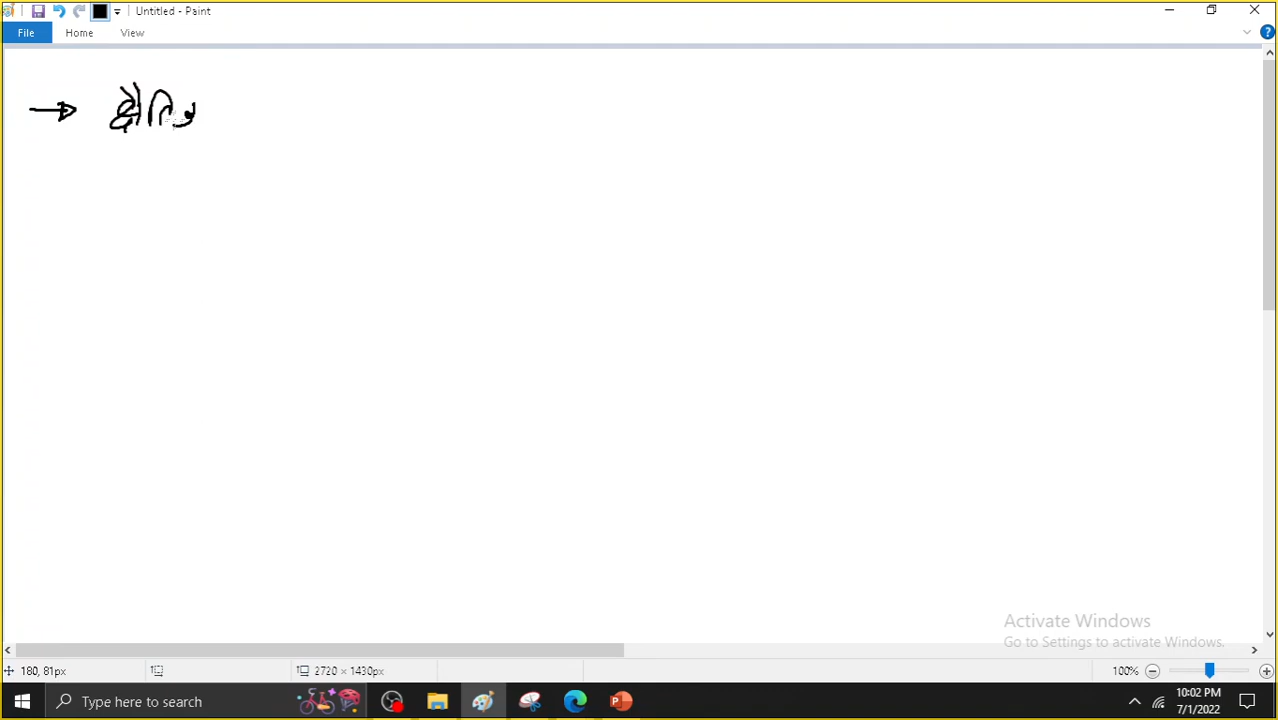 Untitled - Paint
File Home View
→
Activate Windows
Go to Settings to activate Windows.
180, 81px 2720 × 1430px 100%
Type here to search
10:02 PM
7/1/2022